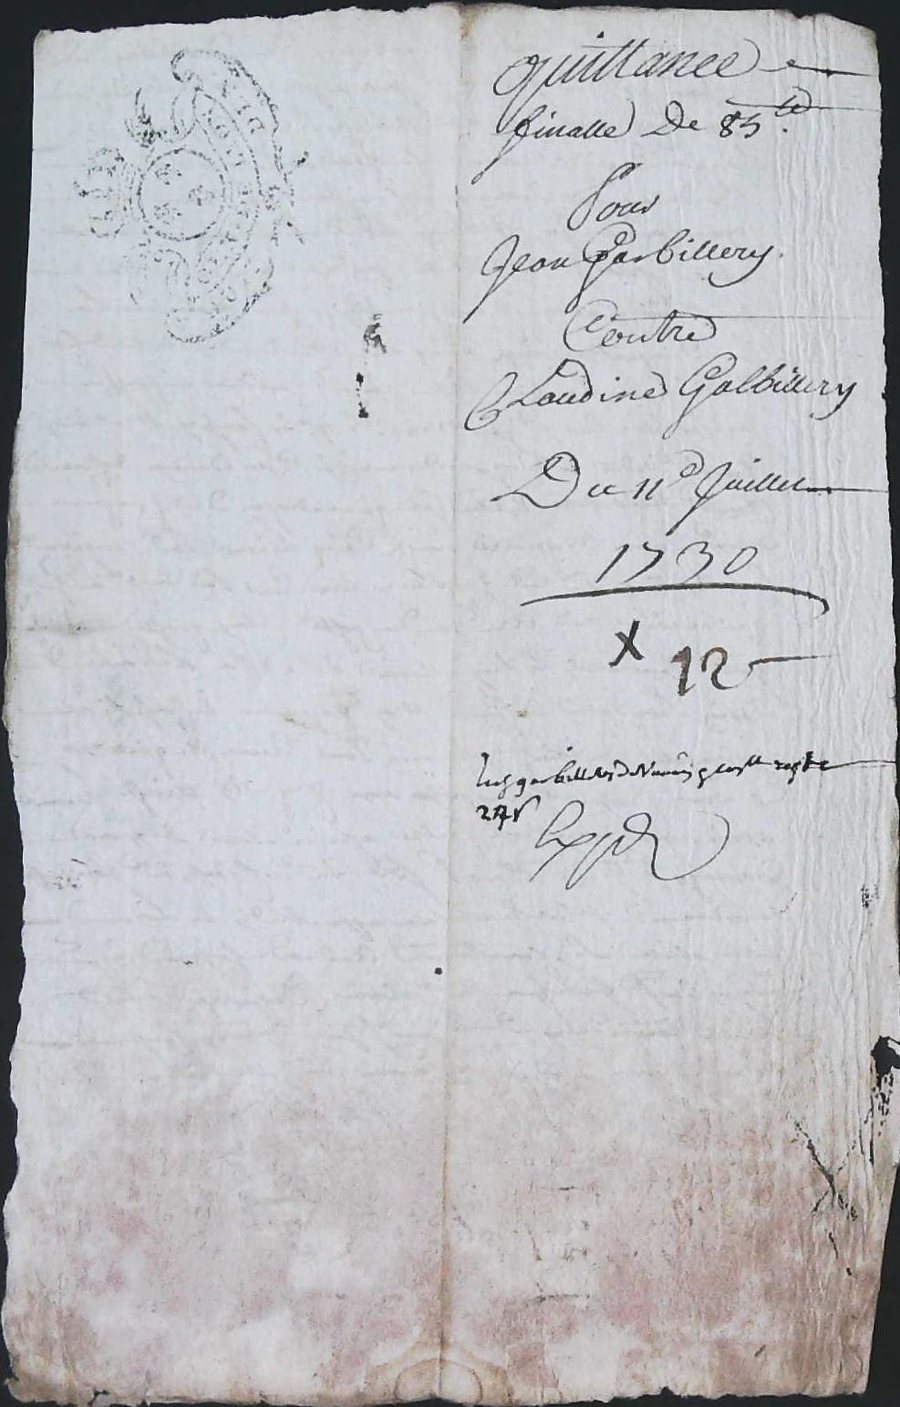 Quittance
finalle De 85 ₶.
Pour
Jean Garbillery
Contre
Claudine Galbillery
Du 11e Juillet
1730
x 12